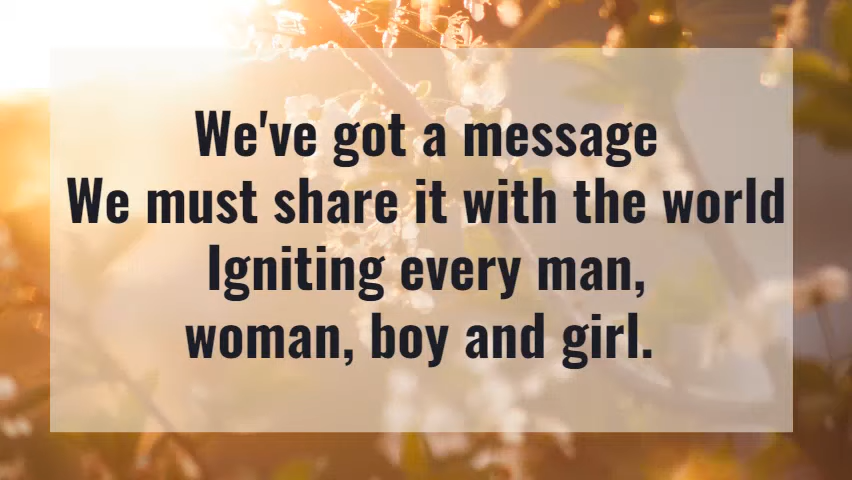 We've got a message
We must share it with the world
Igniting every man,
woman, boy and girl.